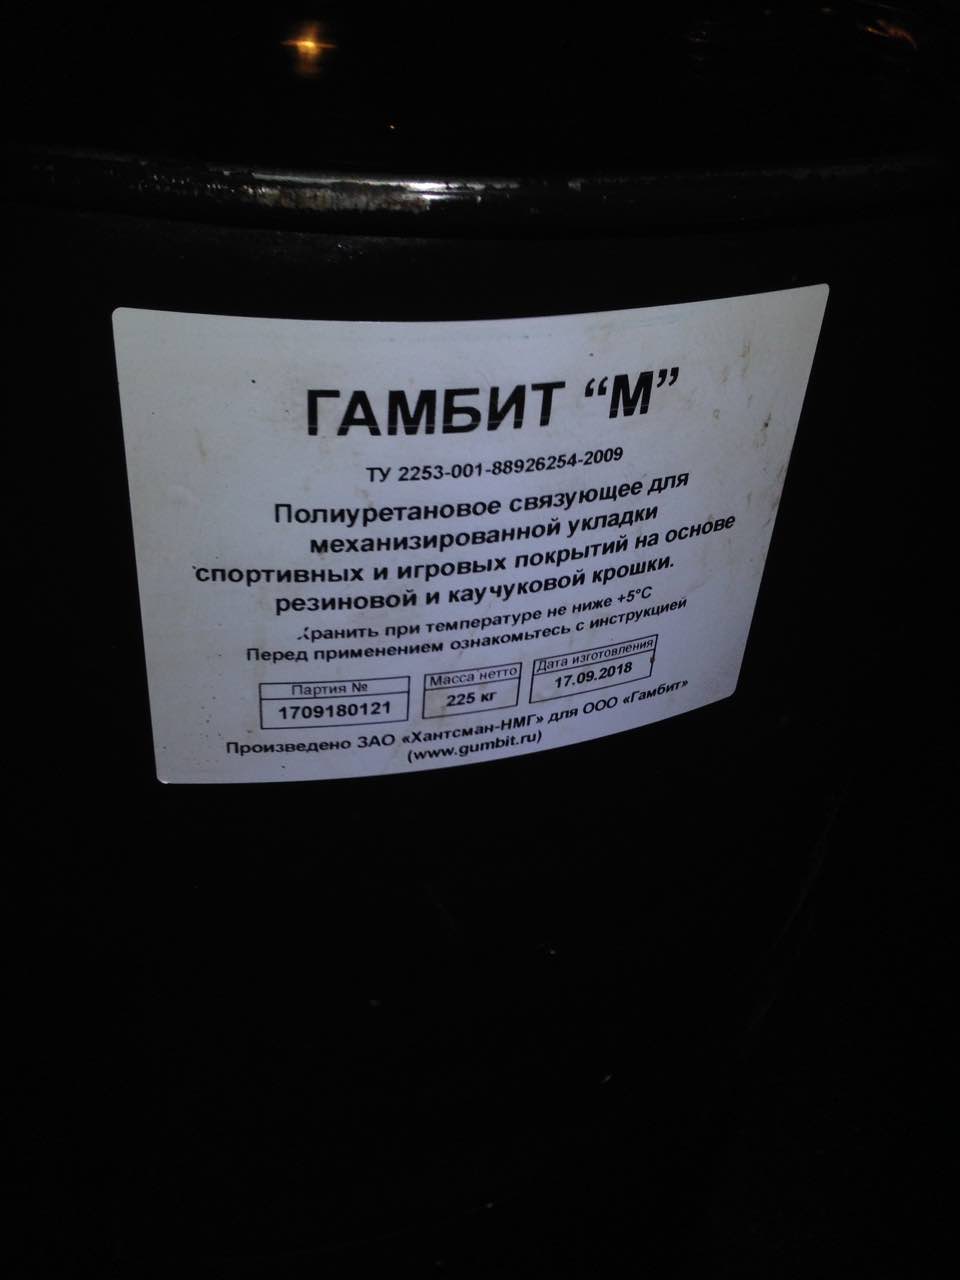 ГАМБИТ “М”
ТУ 2253-001-88926254-2009
Полиуретановое связующее для
механизированной укладки
спортивных и игровых покрытий на основе
резиновой и каучуковой крошки.
Хранить при температуре не ниже +5°С
Перед применением ознакомьтесь с инструкцией
Партия № Масса нетто Дата изготовления
1709180121 225 кг 17.09.2018
Произведено ЗАО «Хантсман-НМГ» для ООО «Гамбит»
(www.gumbit.ru)